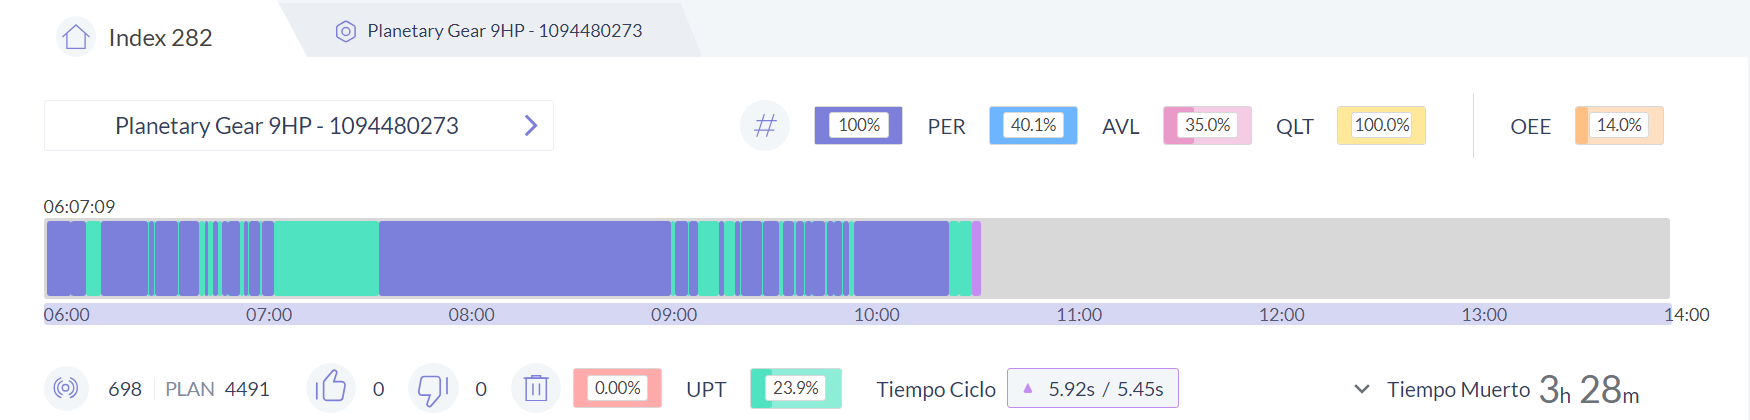 Index 282
Planetary Gear 9HP - 1094480273
Planetary Gear 9HP - 1094480273
# 100% PER 40.1% AVL 35.0% QLT 100.0% OEE 14.0%
06:07:09
06:00 07:00 08:00 09:00 10:00 11:00 12:00 13:00 14:00
698 PLAN 4491 0 0 0.00% UPT 23.9% Tiempo Ciclo 5.92s / 5.45s Tiempo Muerto 3h 28m